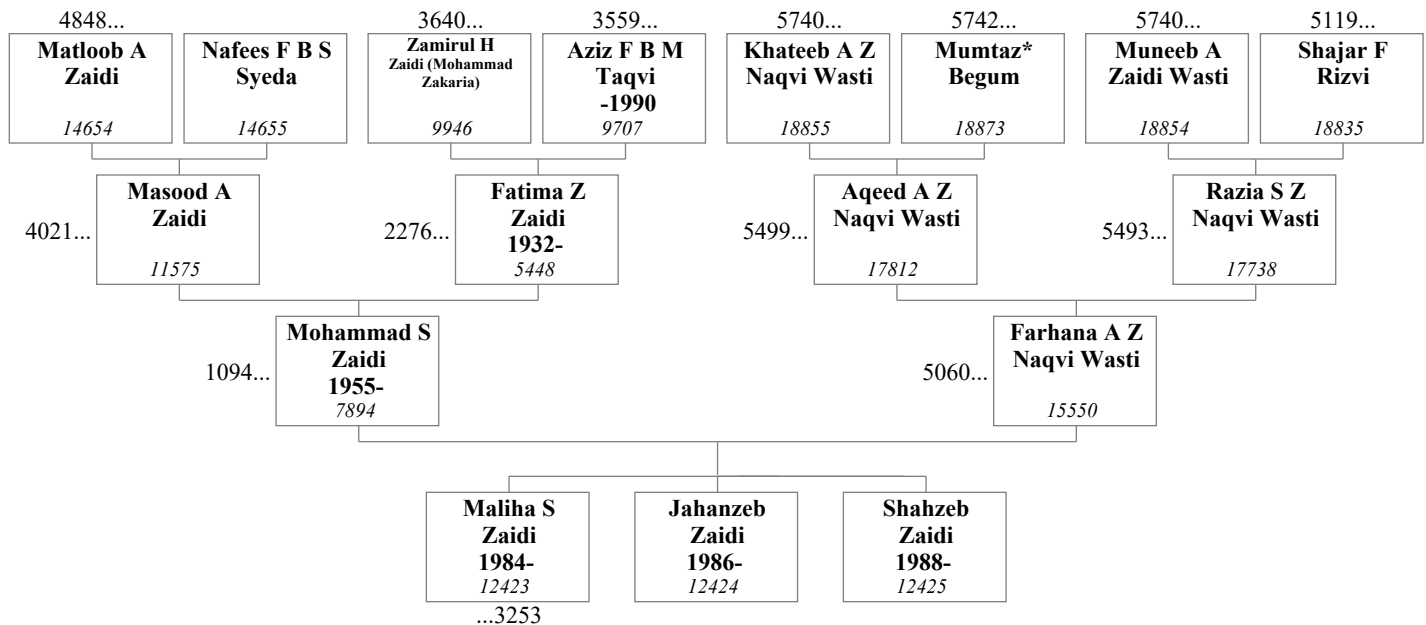 4848...
3640...
3559...
5740...
5742...
5740...
5119...
Matloob A
Zaidi
14654
Nafees F B S
Syeda
14655
Zamirul H
Zaidi (Mohammad
Zakaria)
9946
Aziz F B M
Taqvi
-1990
9707
Khateeb A Z
Naqvi Wasti
18855
Mumtaz*
Begum
18873
Muneeb A
Zaidi Wasti
18854
Shajar F
Rizvi
18835
4021...
Masood A
Zaidi
11575
2276...
Fatima Z
Zaidi
1932-
5448
5499...
Aqeed A Z
Naqvi Wasti
17812
5493...
Razia S Z
Naqvi Wasti
17738
1094...
Mohammad S
Zaidi
1955-
7894
5060...
Farhana A Z
Naqvi Wasti
15550
Maliha S
Zaidi
1984-
12423
...3253
Jahanzeb
Zaidi
1986-
12424
Shahzeb
Zaidi
1988-
12425